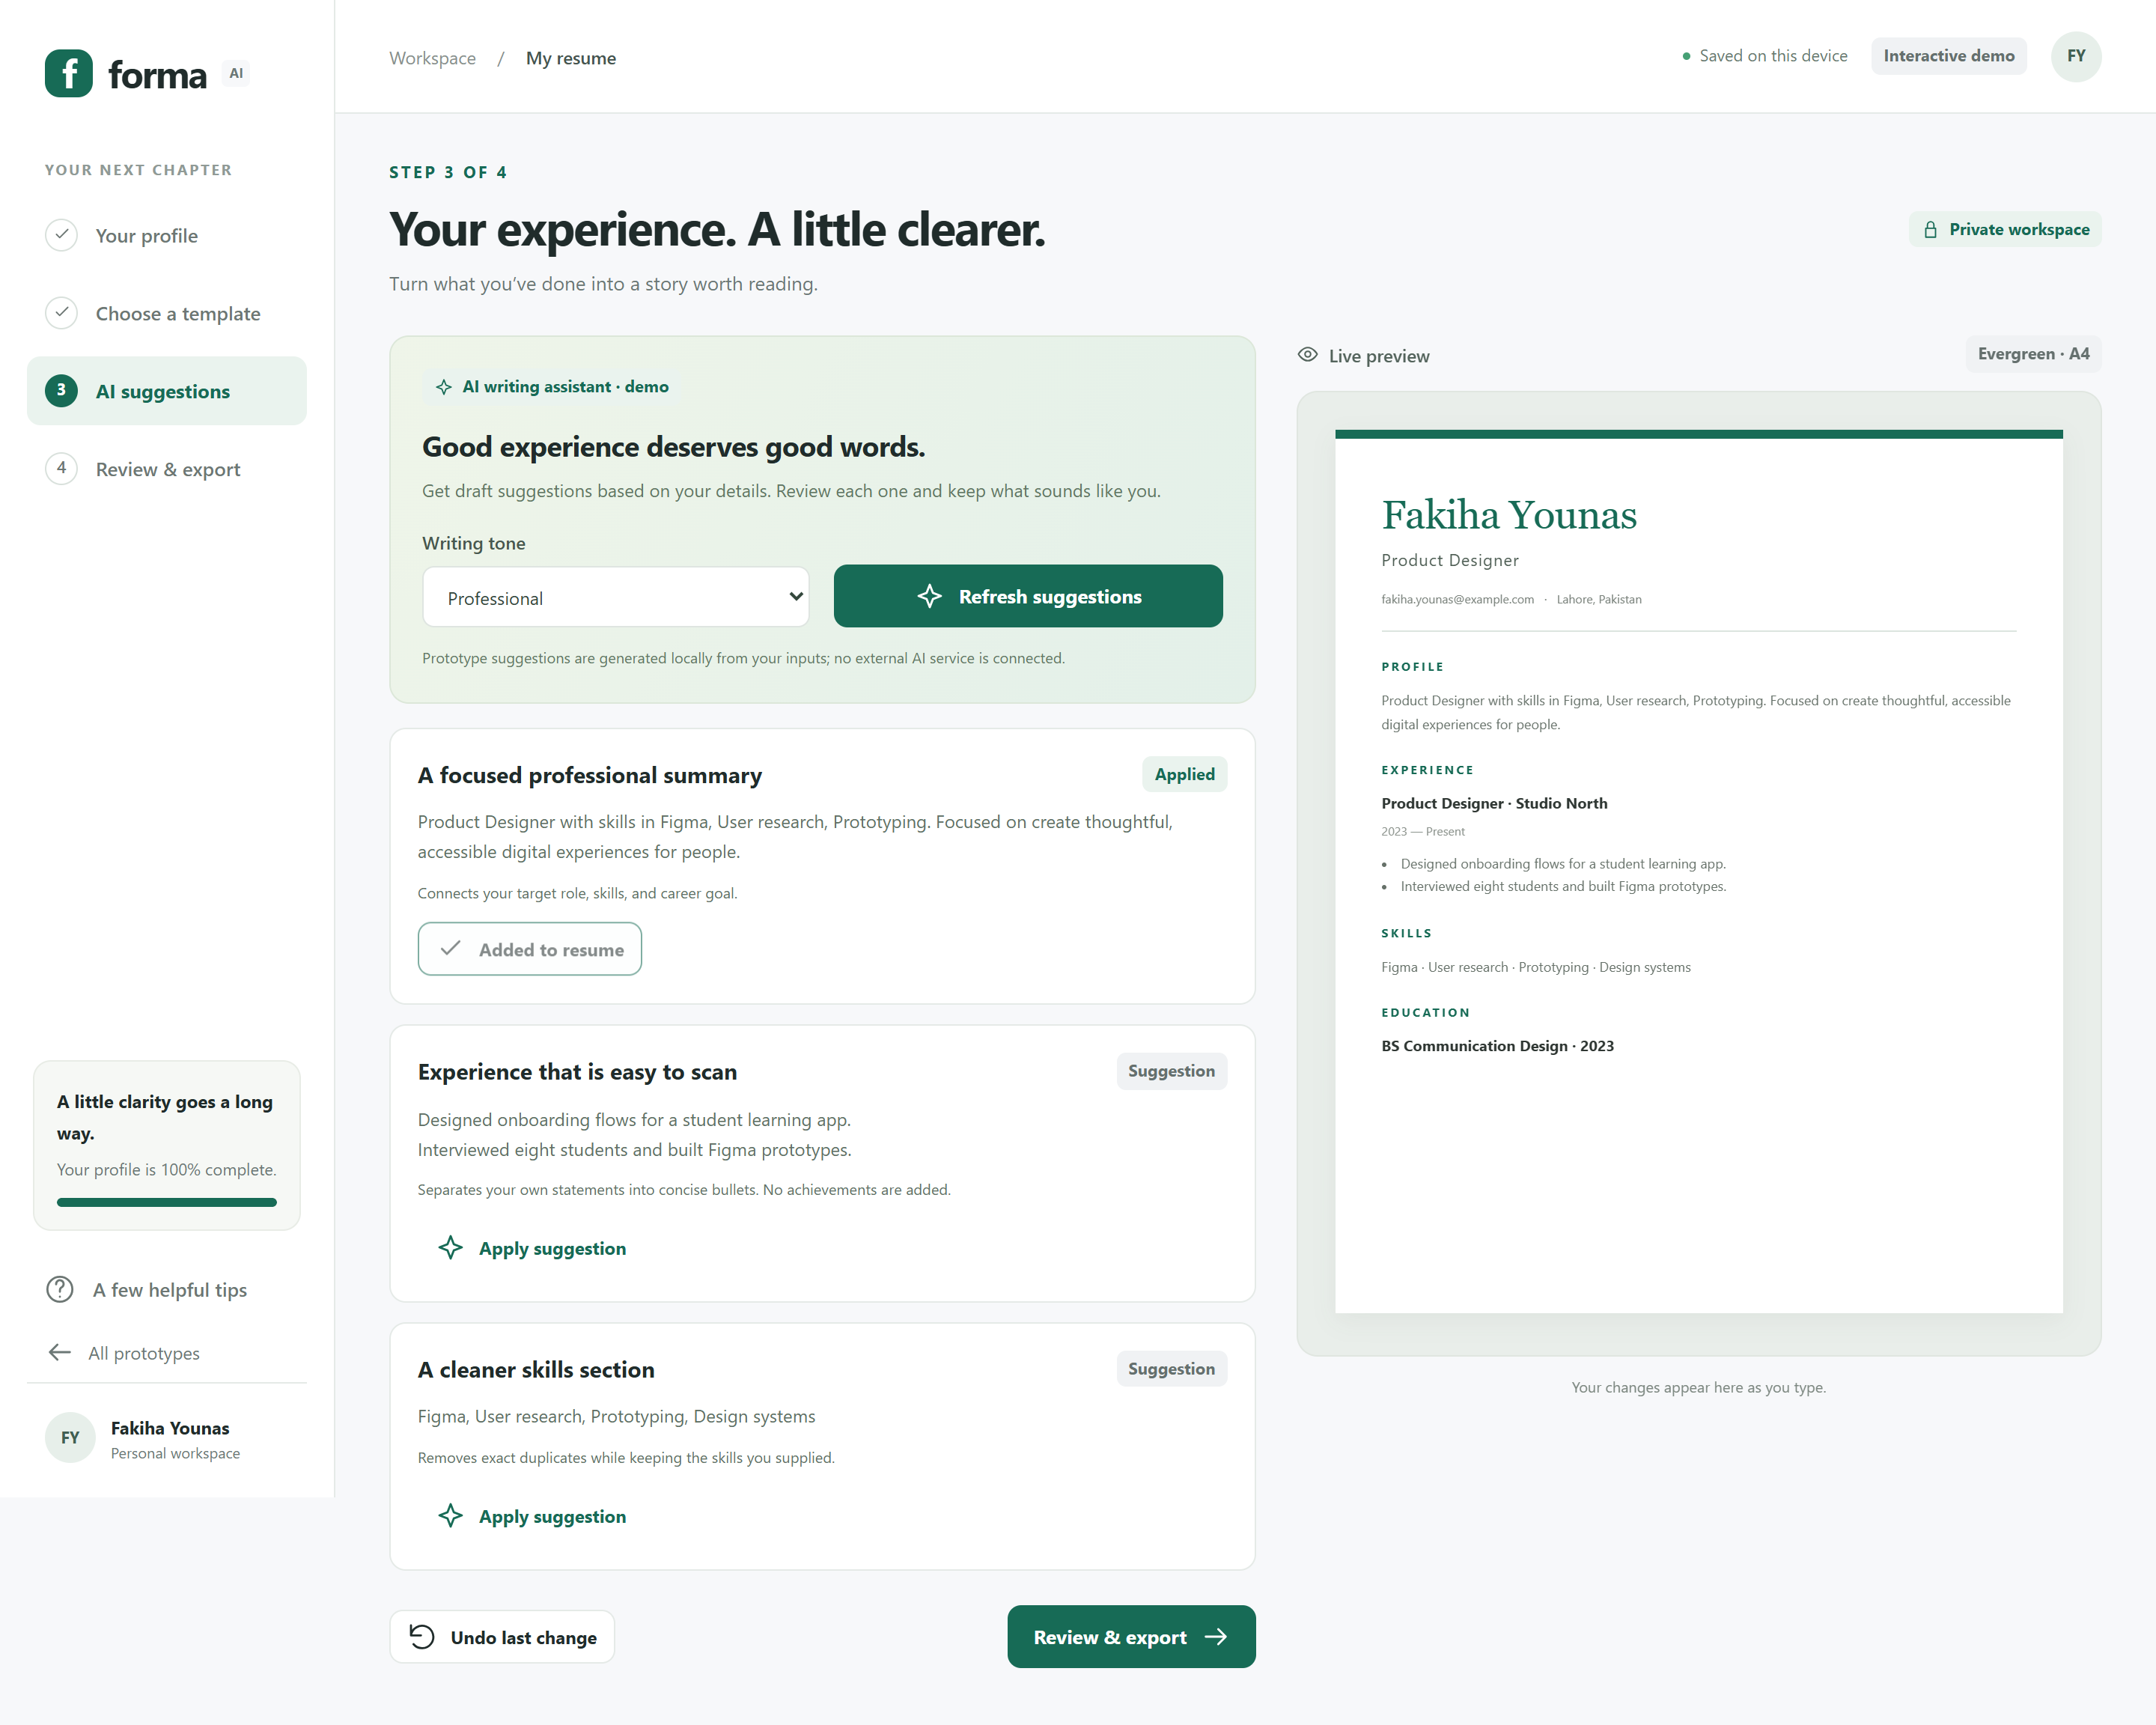 f forma AI
YOUR NEXT CHAPTER
Your profile
Choose a template
3 AI suggestions
4 Review & export
A little clarity goes a long
way.
Your profile is 100% complete.
A few helpful tips
All prototypes
FY Fakiha Younas
Personal workspace
Workspace / My resume
Saved on this device
Interactive demo
FY
STEP 3 OF 4
Your experience. A little clearer.
Turn what you’ve done into a story worth reading.
Private workspace
AI writing assistant · demo
Good experience deserves good words.
Get draft suggestions based on your details. Review each one and keep what sounds like you.
Writing tone
Professional
Refresh suggestions
Prototype suggestions are generated locally from your inputs; no external AI service is connected.
A focused professional summary
Applied
Product Designer with skills in Figma, User research, Prototyping. Focused on create thoughtful,
accessible digital experiences for people.
Connects your target role, skills, and career goal.
Added to resume
Experience that is easy to scan
Suggestion
Designed onboarding flows for a student learning app.
Interviewed eight students and built Figma prototypes.
Separates your own statements into concise bullets. No achievements are added.
Apply suggestion
A cleaner skills section
Suggestion
Figma, User research, Prototyping, Design systems
Removes exact duplicates while keeping the skills you supplied.
Apply suggestion
Undo last change
Review & export
Live preview
Evergreen · A4
Fakiha Younas
Product Designer
fakiha.younas@example.com · Lahore, Pakistan
PROFILE
Product Designer with skills in Figma, User research, Prototyping. Focused on create thoughtful, accessible
digital experiences for people.
EXPERIENCE
Product Designer · Studio North
2023 — Present
• Designed onboarding flows for a student learning app.
• Interviewed eight students and built Figma prototypes.
SKILLS
Figma · User research · Prototyping · Design systems
EDUCATION
BS Communication Design · 2023
Your changes appear here as you type.